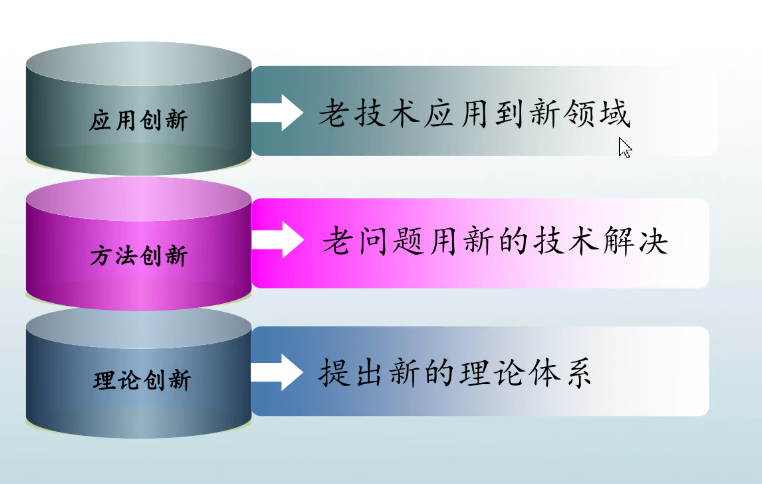 应用创新
老技术应用到新领域
方法创新
老问题用新的技术解决
理论创新
提出新的理论体系